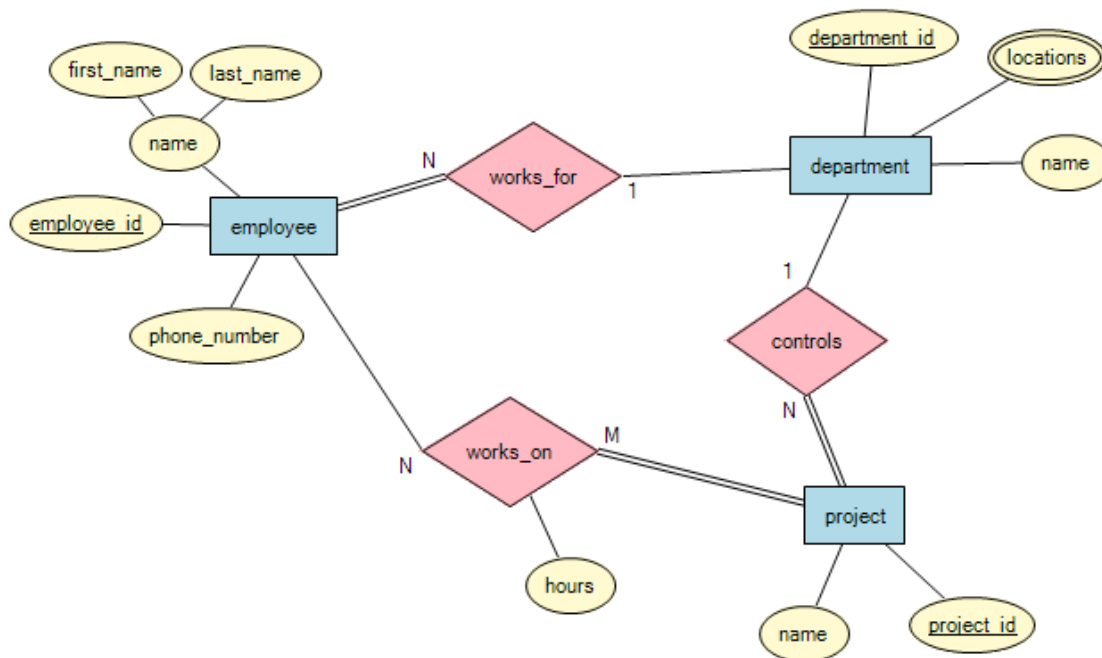 department_id
locations
first_name
last_name
name
N
works_for
1
department
name
employee_id
employee
1
phone_number
controls
N
M
works_on
N
project
hours
name
project_id